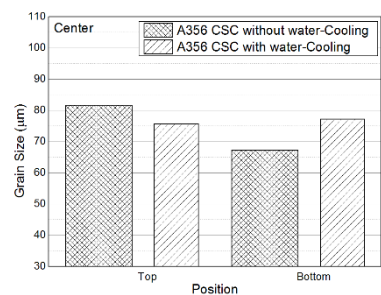 Center
A356 CSC without water-Cooling
A356 CSC with water-Cooling
Grain Size (μm)
110
100
90
80
70
60
50
40
30
Top
Bottom
Position